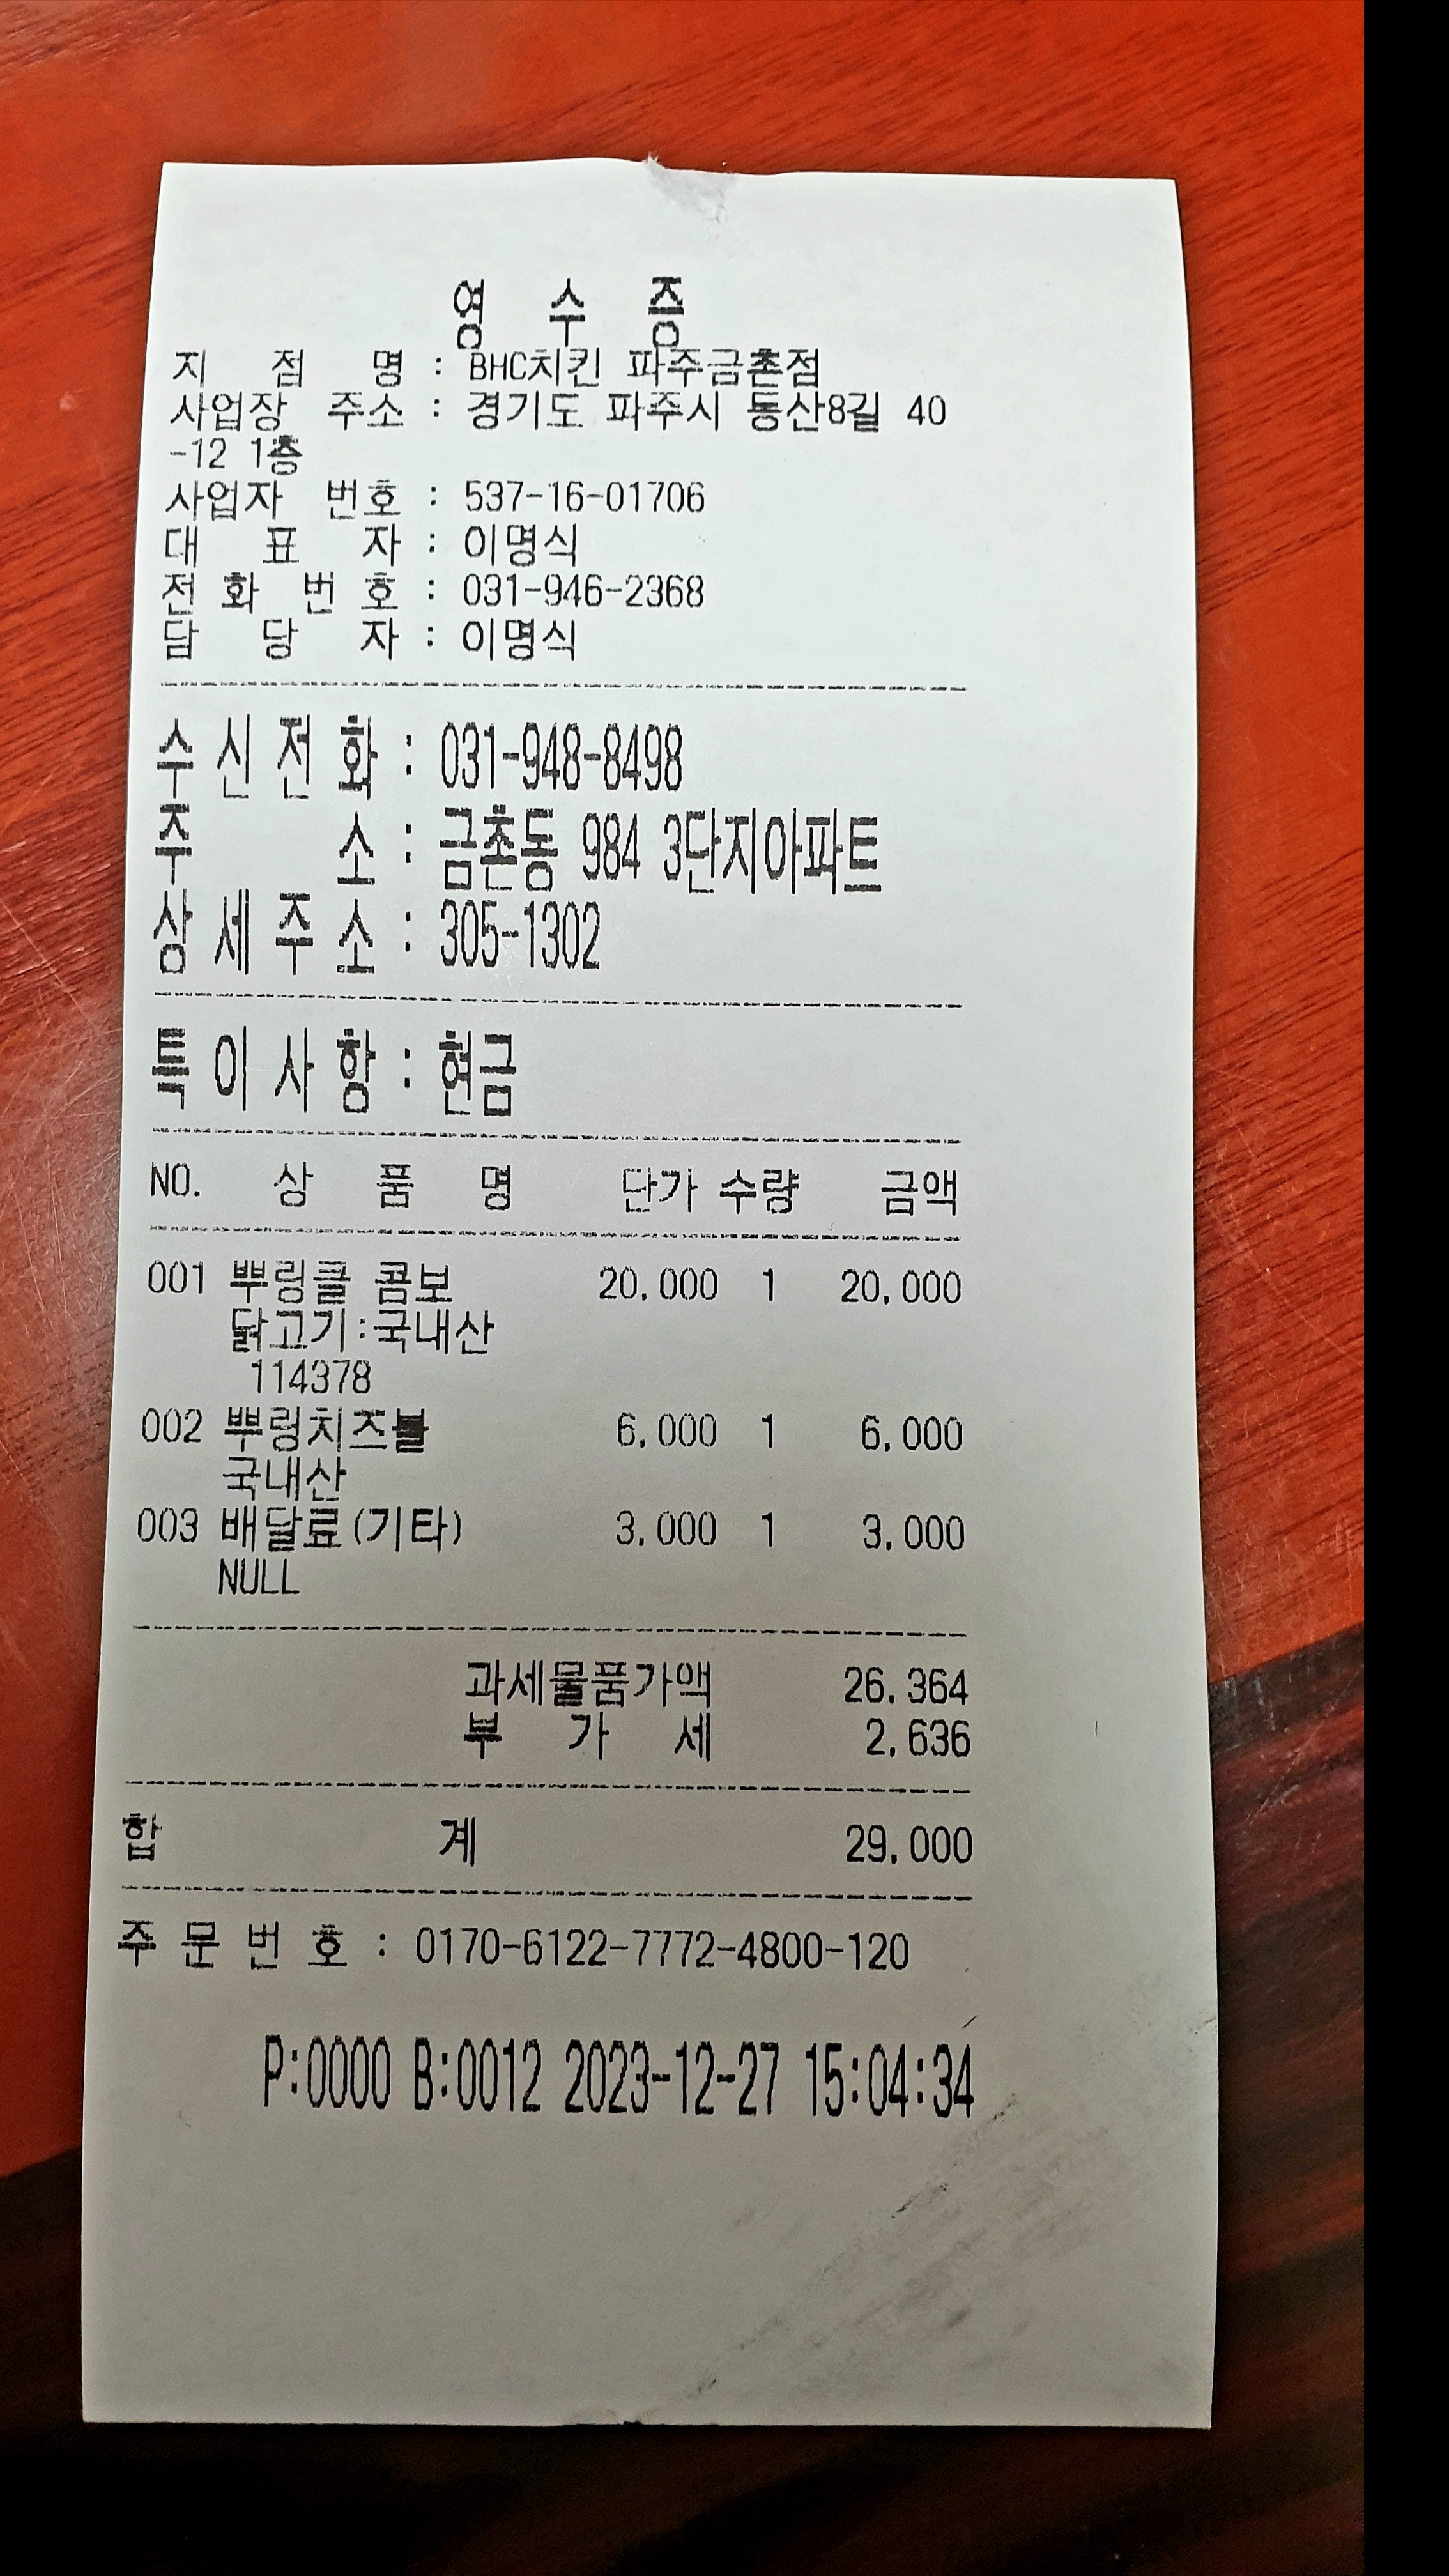 영 수 증
지 점 명 : BHC치킨 파주금촌점
사업장 주소 : 경기도 파주시 동산8길 40
-12 1층
사업자 번호 : 537-16-01706
대 표 자 : 이명식
전 화 번 호 : 031-946-2368
담 당 자 : 이명식
수 신 전 화 : 031-948-8498
주 소 : 금촌동 984 3단지아파트
상 세 주 소 : 305-1302
특 이 사 항 : 현금
NO. 상 품 명 단가 수량 금액
001 뿌링클 콤보 20,000 1 20,000
닭고기:국내산
114378
002 뿌링치즈볼 6,000 1 6,000
국내산
003 배달료(기타) 3,000 1 3,000
NULL
과세물품가액 26,364
부 가 세 2,636
합 계 29,000
주 문 번 호 : 0170-6122-7772-4800-120
P:0000 B:0012 2023-12-27 15:04:34